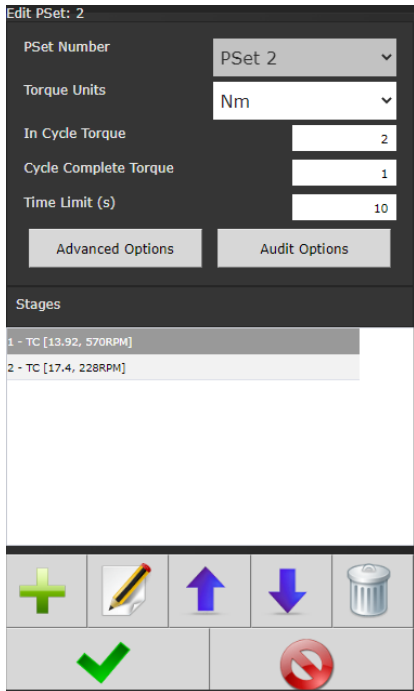 Edit PSet: 2
PSet Number PSet 2
Torque Units Nm
In Cycle Torque 2
Cycle Complete Torque 1
Time Limit (s) 10
Advanced Options Audit Options
Stages
1 - TC [13.92, 570RPM]
2 - TC [17.4, 228RPM]